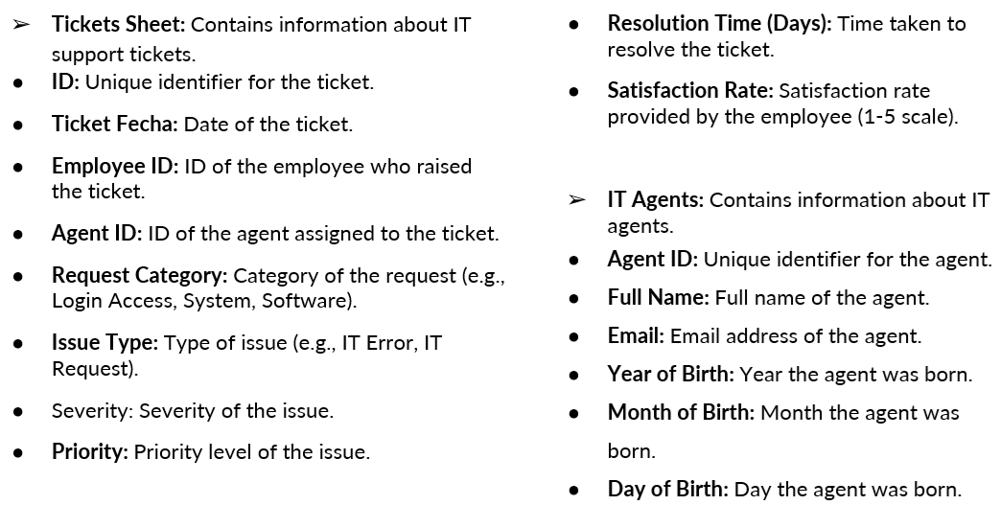 ➢ Tickets Sheet: Contains information about IT
support tickets.
● ID: Unique identifier for the ticket.
● Ticket Fecha: Date of the ticket.
● Employee ID: ID of the employee who raised
the ticket.
● Agent ID: ID of the agent assigned to the ticket.
● Request Category: Category of the request (e.g.,
Login Access, System, Software).
● Issue Type: Type of issue (e.g., IT Error, IT
Request).
● Severity: Severity of the issue.
● Priority: Priority level of the issue.
● Resolution Time (Days): Time taken to
resolve the ticket.
● Satisfaction Rate: Satisfaction rate
provided by the employee (1-5 scale).
➢ IT Agents: Contains information about IT
agents.
● Agent ID: Unique identifier for the agent.
● Full Name: Full name of the agent.
● Email: Email address of the agent.
● Year of Birth: Year the agent was born.
● Month of Birth: Month the agent was
born.
● Day of Birth: Day the agent was born.